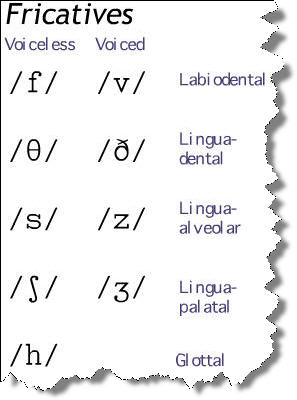 Fricatives
Voiceless Voiced
/f/ /v/ Labiodental
/θ/ /ð/ Lingua-
dental
/s/ /z/ Lingua-
alveolar
/ʃ/ /ʒ/ Lingua-
palatal
/h/ Glottal